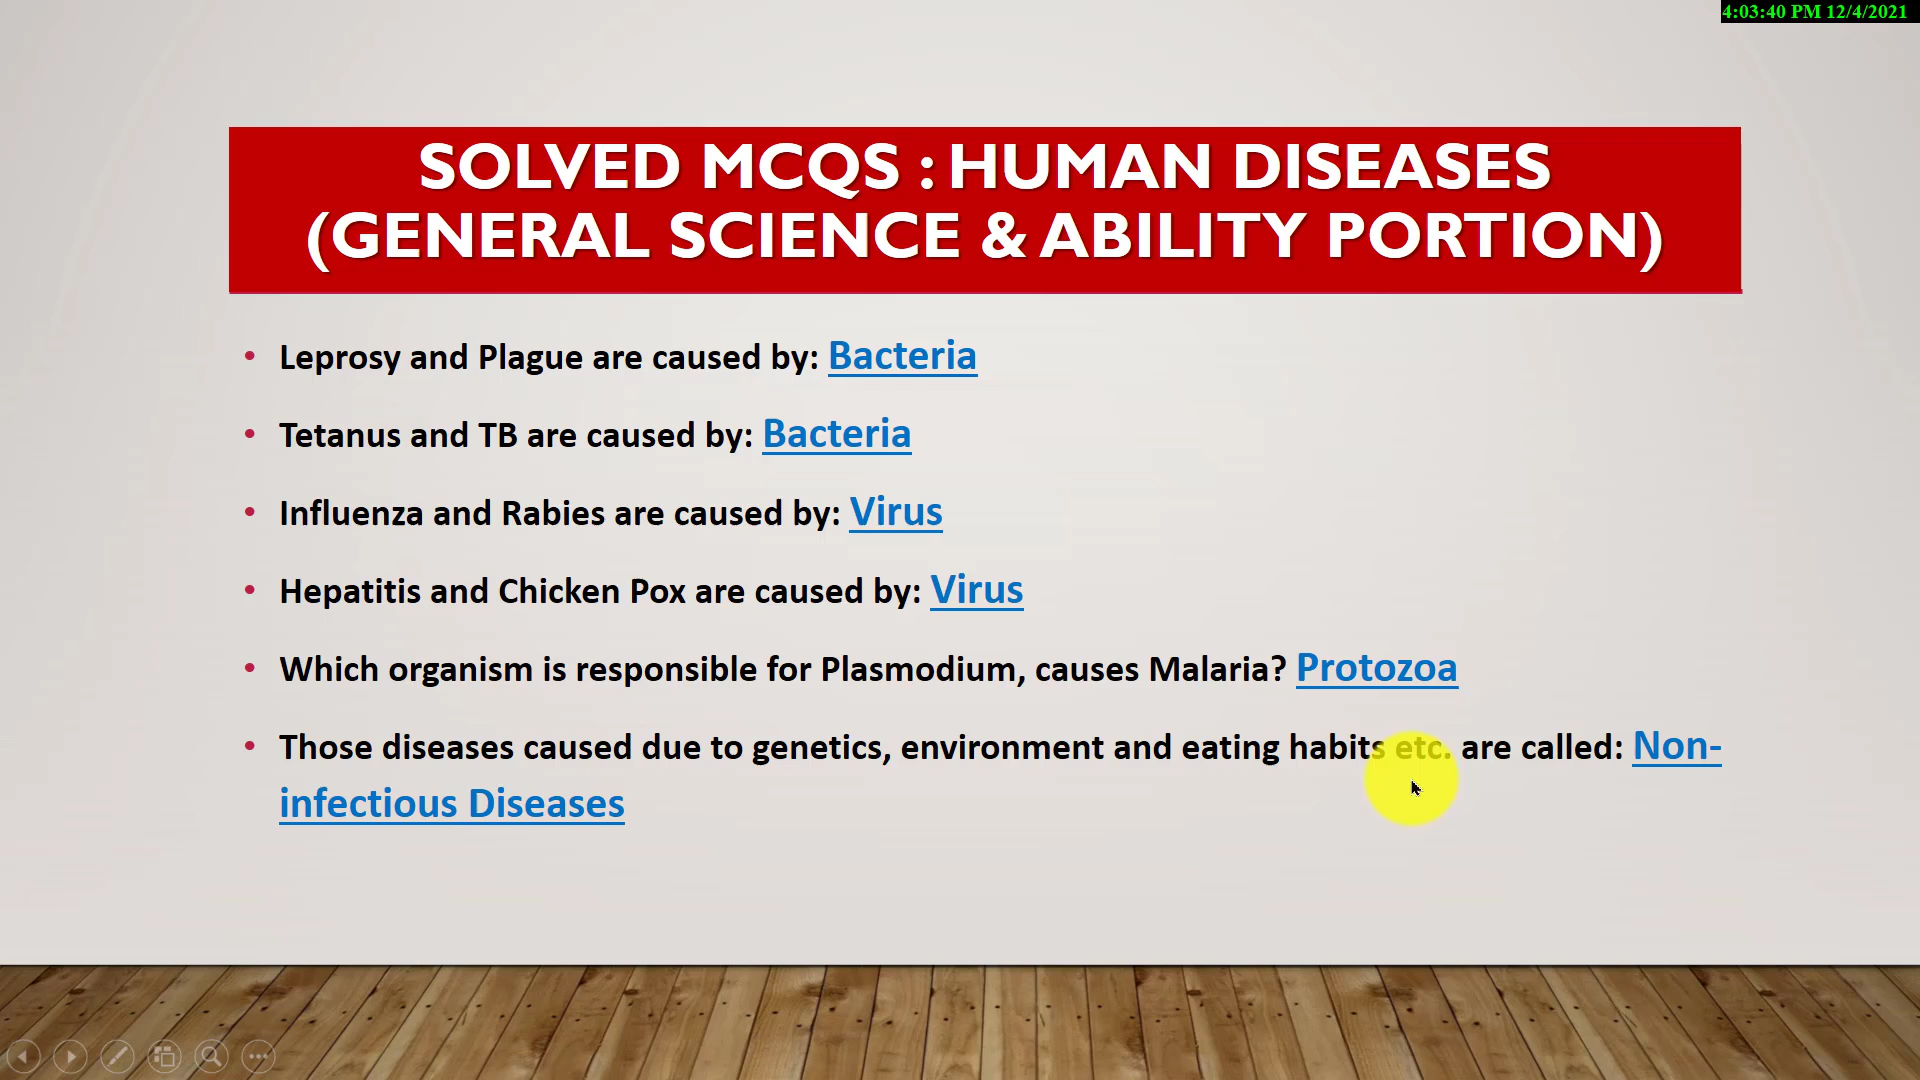 4:03:40 PM 12/4/2021
SOLVED MCQS : HUMAN DISEASES
(GENERAL SCIENCE & ABILITY PORTION)
• Leprosy and Plague are caused by: Bacteria
• Tetanus and TB are caused by: Bacteria
• Influenza and Rabies are caused by: Virus
• Hepatitis and Chicken Pox are caused by: Virus
• Which organism is responsible for Plasmodium, causes Malaria? Protozoa
• Those diseases caused due to genetics, environment and eating habits etc. are called: Non-
infectious Diseases